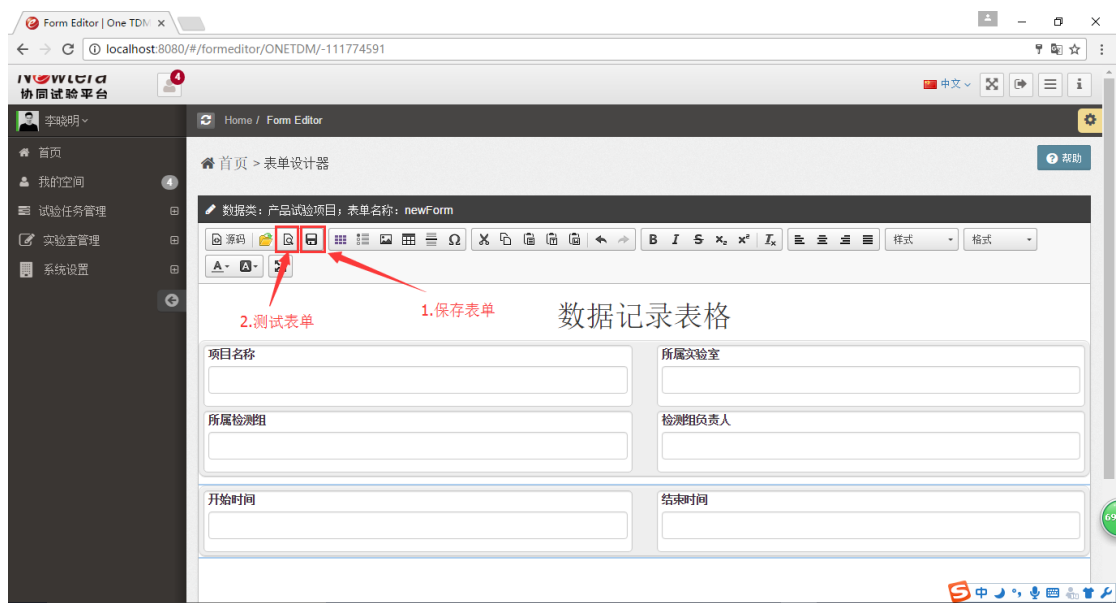 Form Editor | One TDM
localhost:8080/#/formeditor/ONETDM/-111774591
Newtera
协同试验平台
4
中文
李晓明
Home / Form Editor
首页
首页 > 表单设计器
帮助
我的空间
4
试验任务管理
数据类：产品试验项目；表单名称：newForm
实验室管理
源码
Ω
B I S x₂ x² Tx
样式
格式
系统设置
A A
2.测试表单
1.保存表单
数据记录表格
项目名称
所属实验室
所属检测组
检测组负责人
开始时间
结束时间
69
S 中